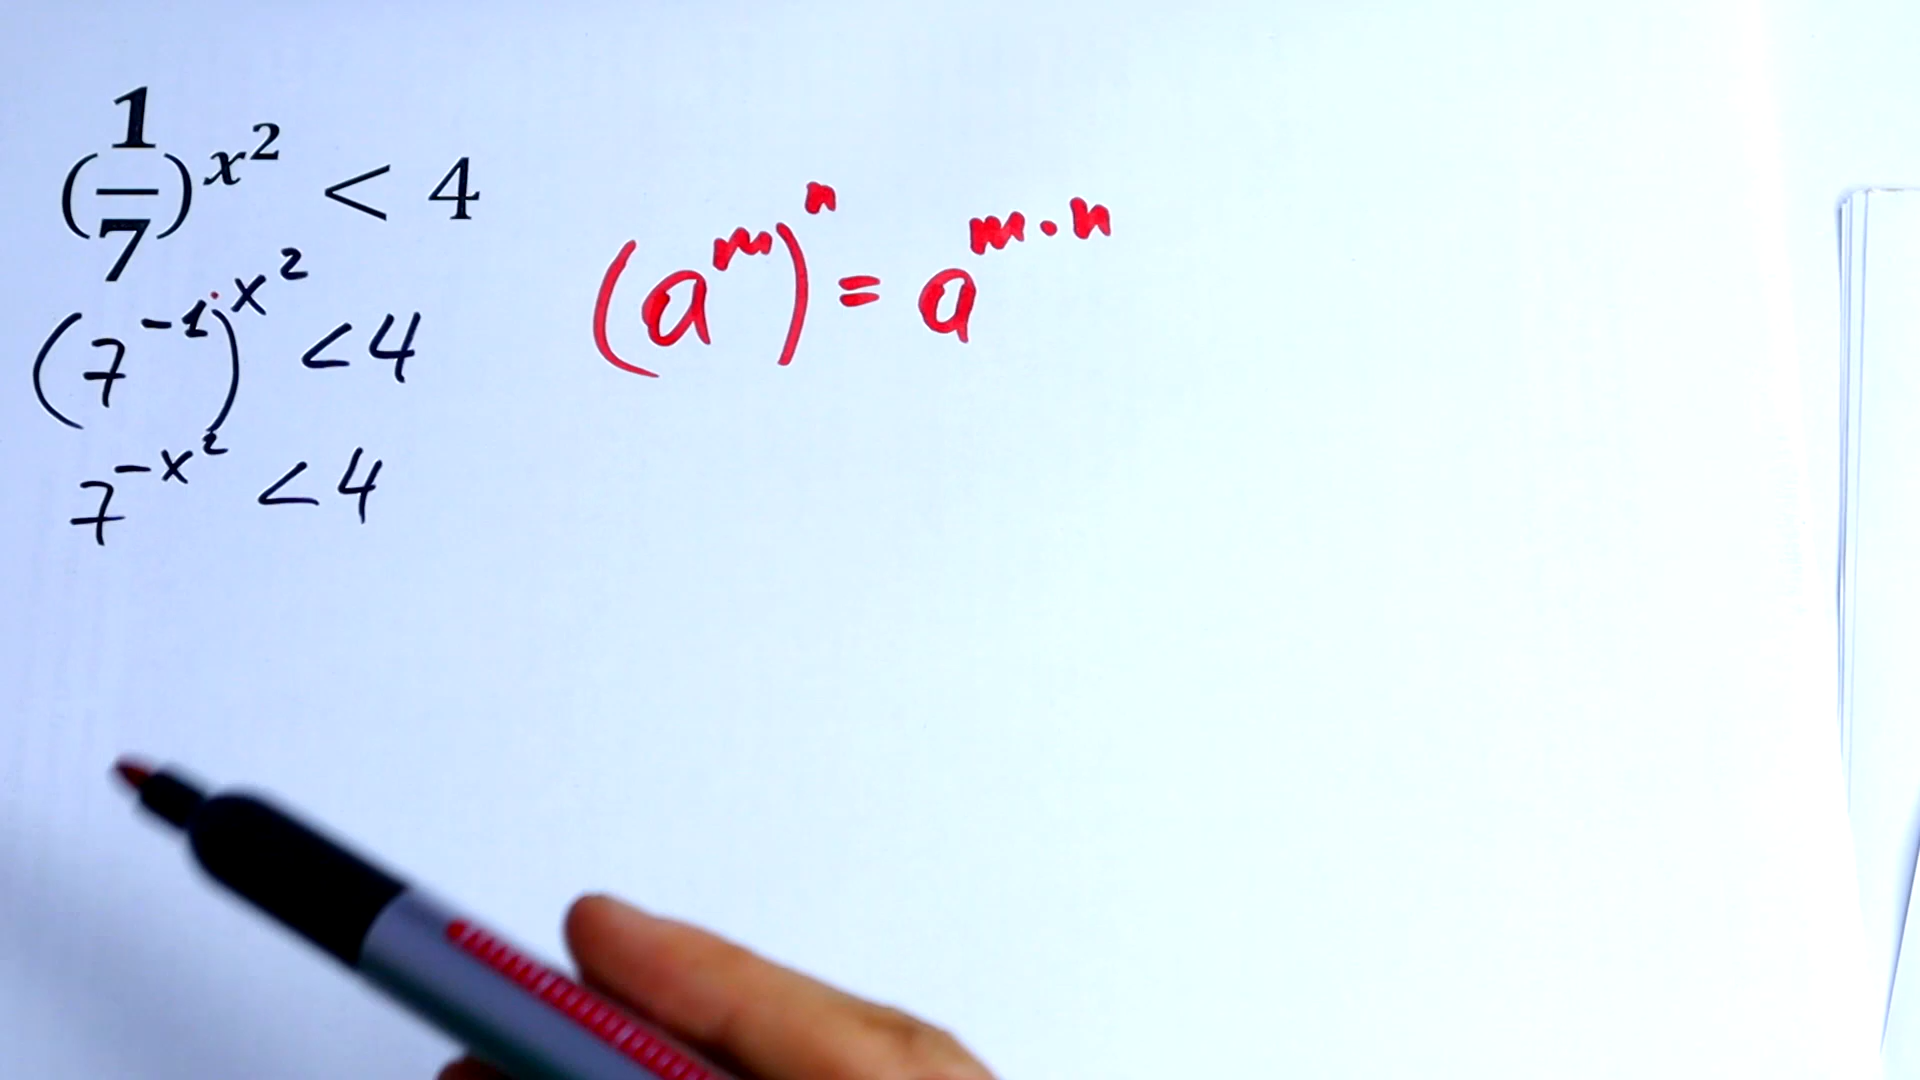 (1/7)^x^2 < 4
(7^-1)^x^2 < 4
7^-x^2 < 4
(a^m)^n = a^m·n